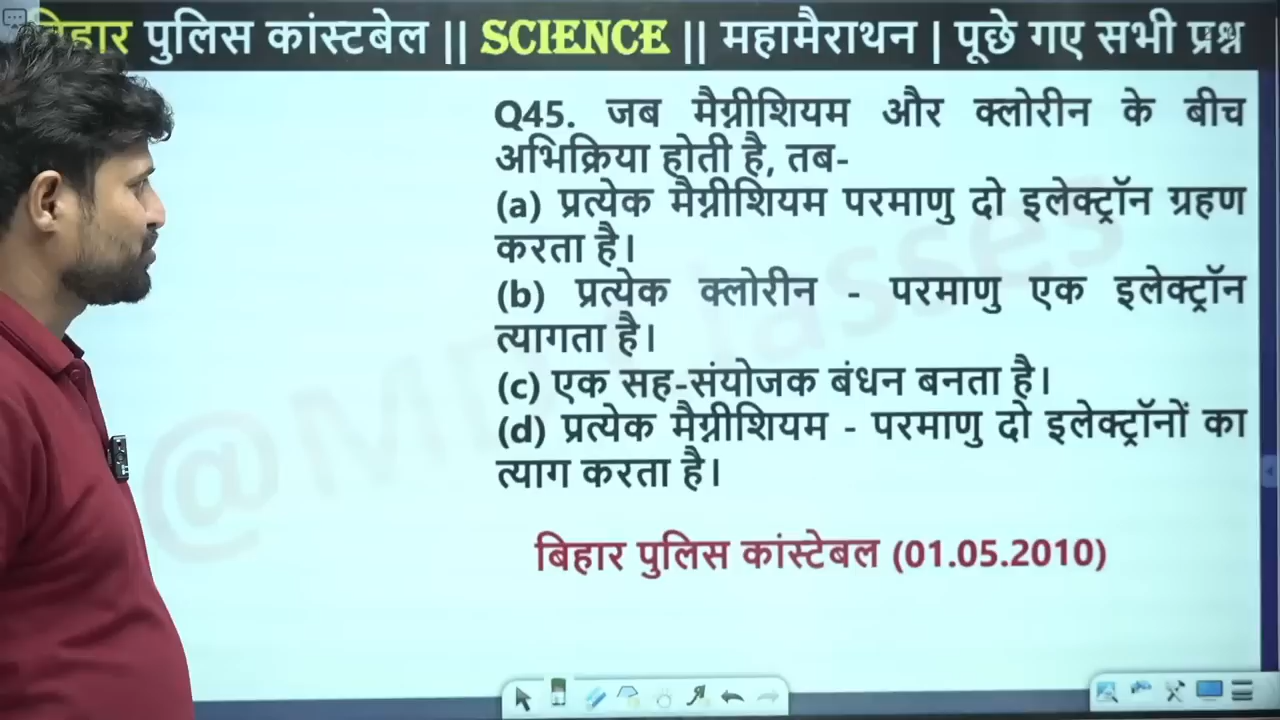 बिहार पुलिस कांस्टबेल || SCIENCE || महामैराथन | पूछे गए सभी प्रश्न
Q45. जब मैग्नीशियम और क्लोरीन के बीच
अभिक्रिया होती है, तब-
(a) प्रत्येक मैग्नीशियम परमाणु दो इलेक्ट्रॉन ग्रहण
करता है।
(b) प्रत्येक क्लोरीन - परमाणु एक इलेक्ट्रॉन
त्यागता है।
(c) एक सह-संयोजक बंधन बनता है।
(d) प्रत्येक मैग्नीशियम - परमाणु दो इलेक्ट्रॉनों का
त्याग करता है।
बिहार पुलिस कांस्टेबल (01.05.2010)